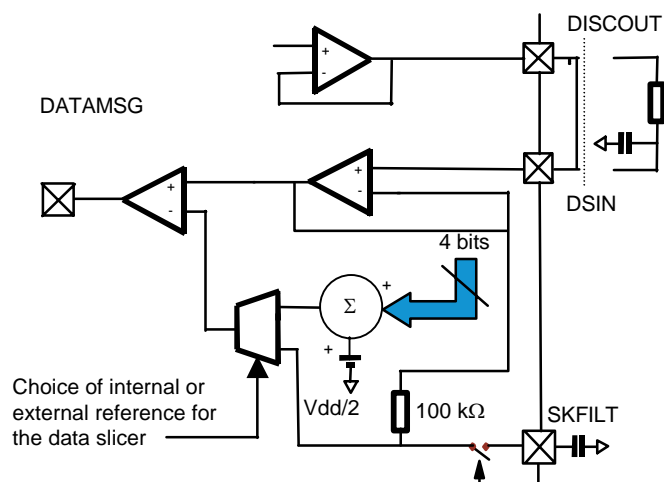 DISCOUT
+
-
DATAMSG
+
-
+
-
DSIN
4 bits
+
Σ
+
Vdd/2
Choice of internal or
external reference for
the data slicer
100 kΩ
SKFILT